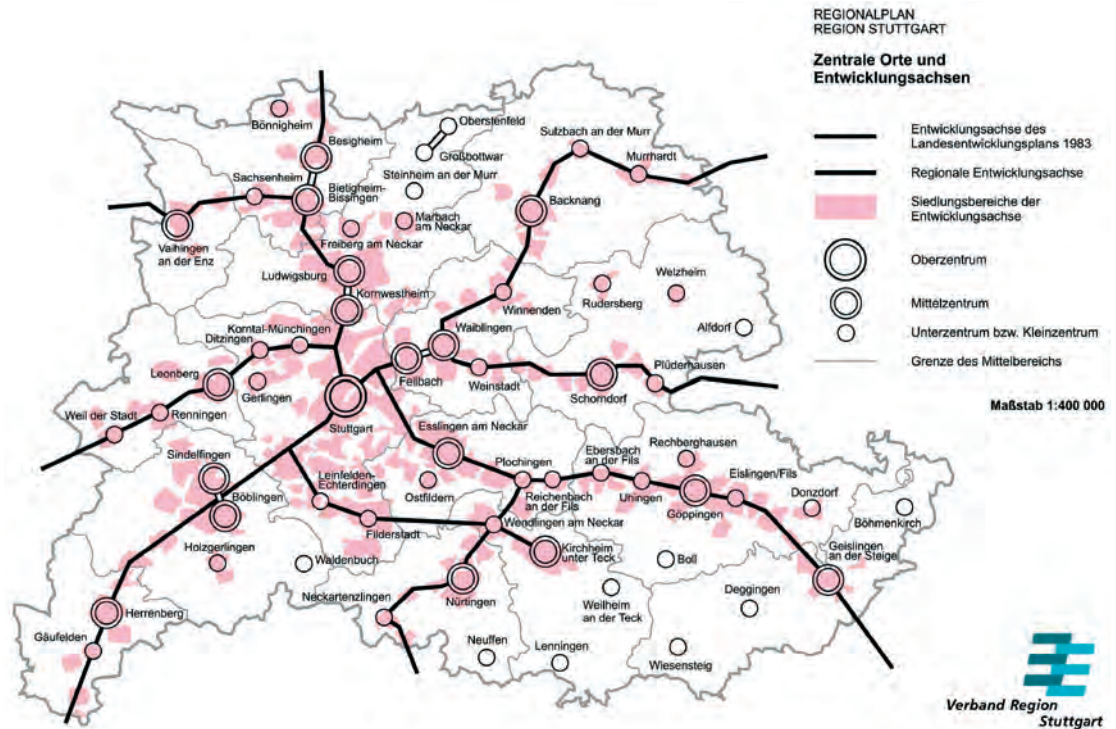 REGIONALPLAN
REGION STUTTGART
Zentrale Orte und
Entwicklungsachsen
Entwicklungsachse des
Landesentwicklungsplans 1983
Regionale Entwicklungsachse
Siedlungsbereiche der
Entwicklungsachse
Oberzentrum
Mittelzentrum
Unterzentrum bzw. Kleinzentrum
Grenze des Mittelbereichs
Maßstab 1:400 000
Bönnigheim
Oberstenfeld
Besigheim
Großbottwar
Sulzbach an der Murr
Murrhardt
Sachsenheim
Steinheim an der Murr
Bietigheim-
Bissingen
Backnang
Marbach
am Neckar
Vaihingen
an der Enz
Freiberg am Neckar
Ludwigsburg
Welzheim
Kornwestheim
Rudersberg
Winnenden
Korntal-Münchingen
Waiblingen
Alfdorf
Ditzingen
Leonberg
Fellbach
Plüderhausen
Weinstadt
Gerlingen
Schorndorf
Weil der Stadt
Renningen
Stuttgart
Esslingen am Neckar
Sindelfingen
Rechberghausen
Ebersbach
an der Fils
Plochingen
Eislingen/Fils
Leinfelden-
Echterdingen
Ostfildern
Reichenbach
an der Fils
Uhingen
Donzdorf
Böblingen
Göppingen
Böhmenkirch
Wendlingen am Neckar
Filderstadt
Holzgerlingen
Waldenbuch
Kirchheim
unter Teck
Boll
Geislingen
an der Steige
Deggingen
Neckartenzlingen
Nürtingen
Weilheim
an der Teck
Herrenberg
Gäufelden
Neuffen
Lenningen
Wiesensteig
Verband Region
Stuttgart